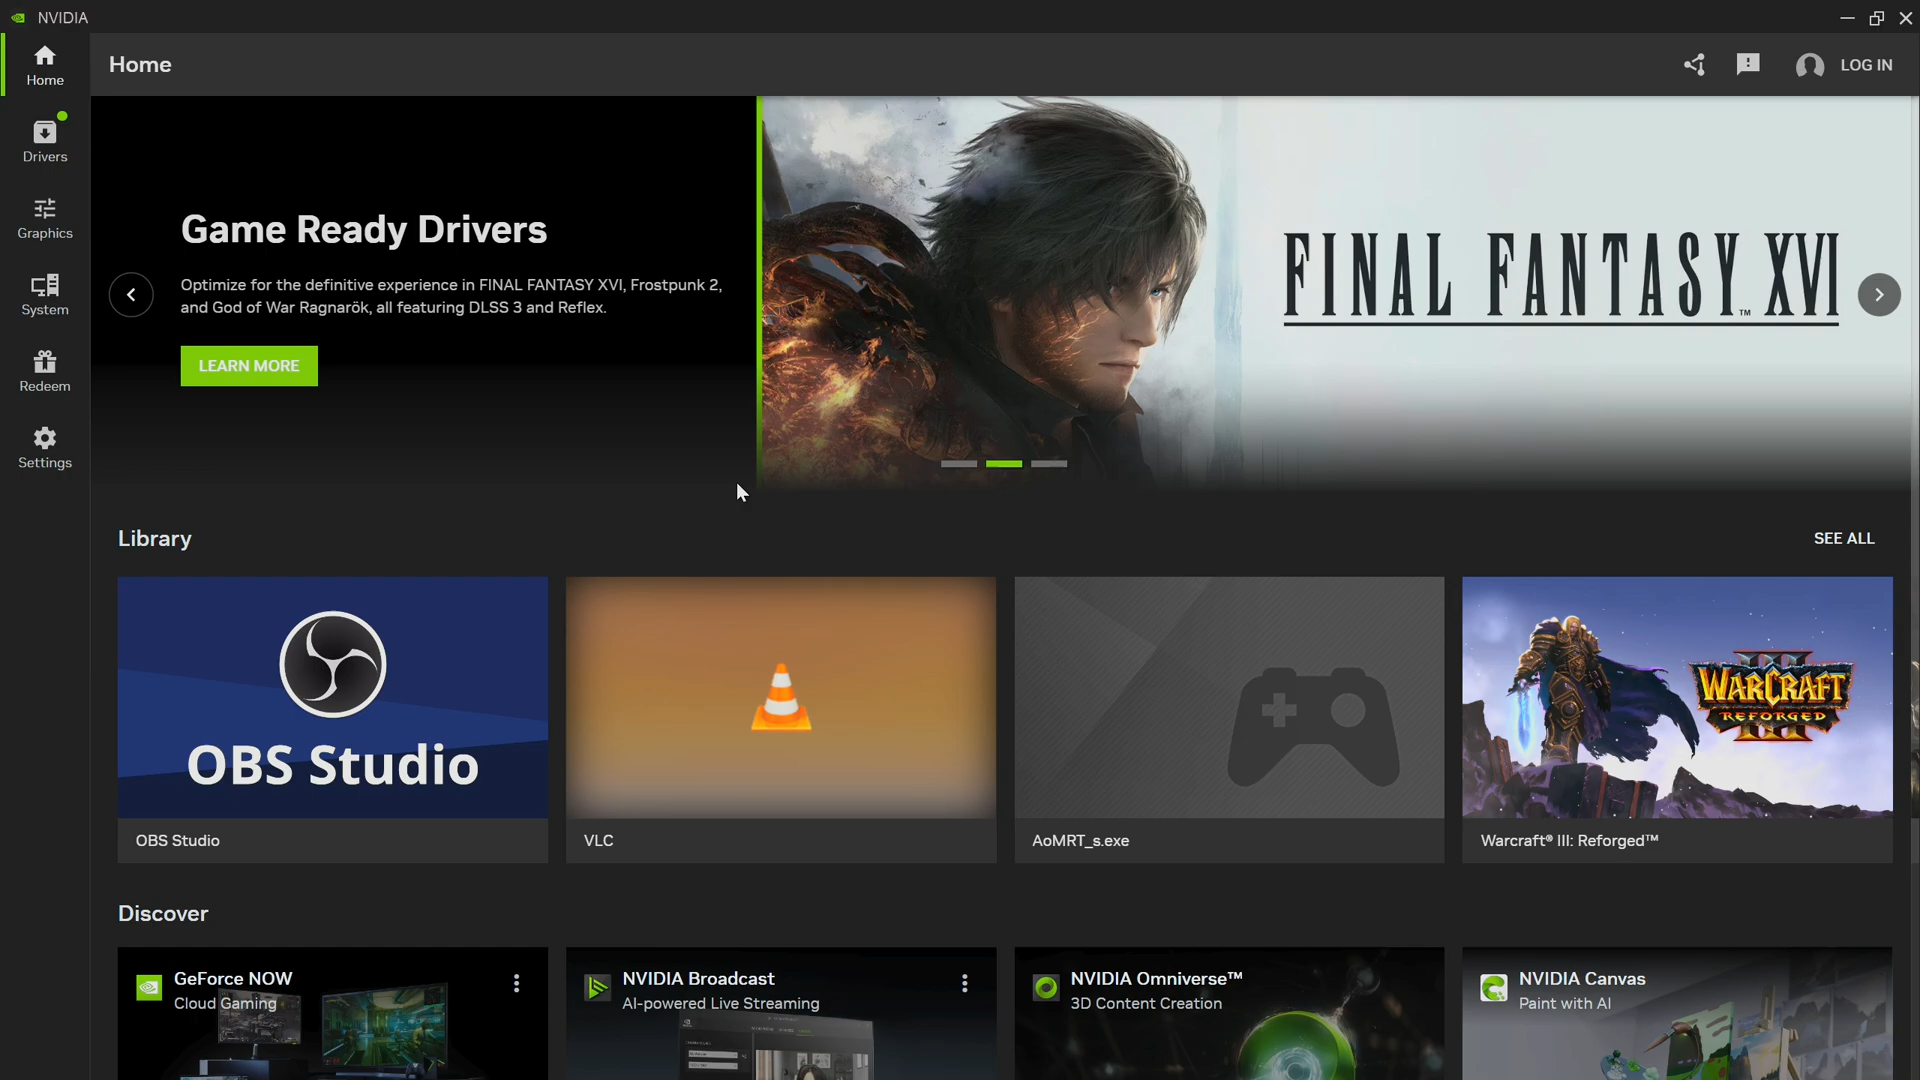 NVIDIA
Home
Drivers
Graphics
System
Redeem
Settings
Home
LOG IN
Game Ready Drivers
Optimize for the definitive experience in FINAL FANTASY XVI, Frostpunk 2,
and God of War Ragnarök, all featuring DLSS 3 and Reflex.
LEARN MORE
FINAL FANTASY XVI™
Library
SEE ALL
OBS Studio
WARCRAFT III
REFORGED
OBS Studio
VLC
AoMRT_s.exe
Warcraft® III: Reforged™
Discover
GeForce NOW
Cloud Gaming
NVIDIA Broadcast
AI-powered Live Streaming
NVIDIA Omniverse™
3D Content Creation
NVIDIA Canvas
Paint with AI